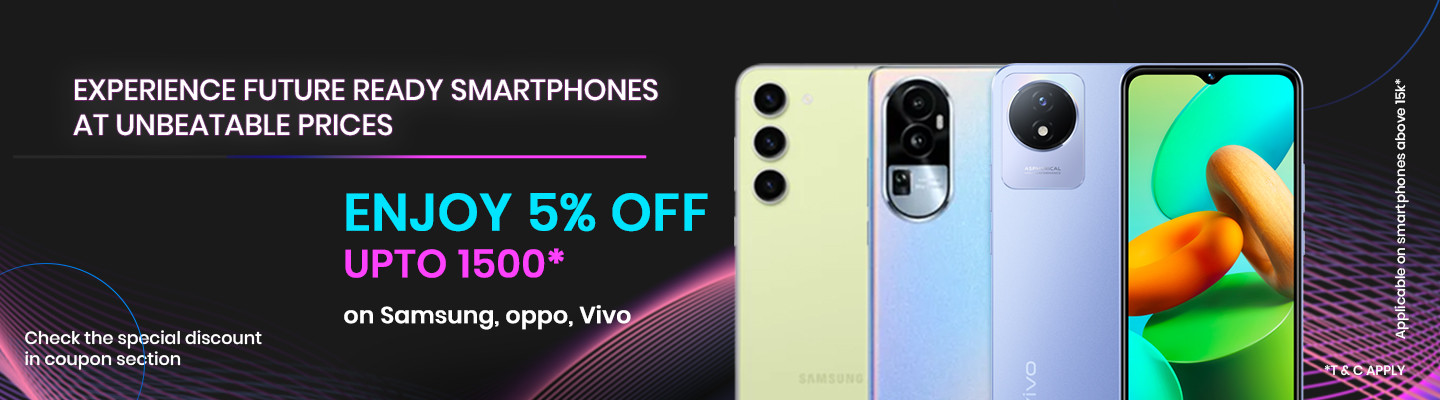 EXPERIENCE FUTURE READY SMARTPHONES
AT UNBEATABLE PRICES
ENJOY 5% OFF
UPTO 1500*
on Samsung, oppo, Vivo
Check the special discount
in coupon section
SAMSUNG
vivo
Applicable on smartphones above 15k*
*T & C APPLY